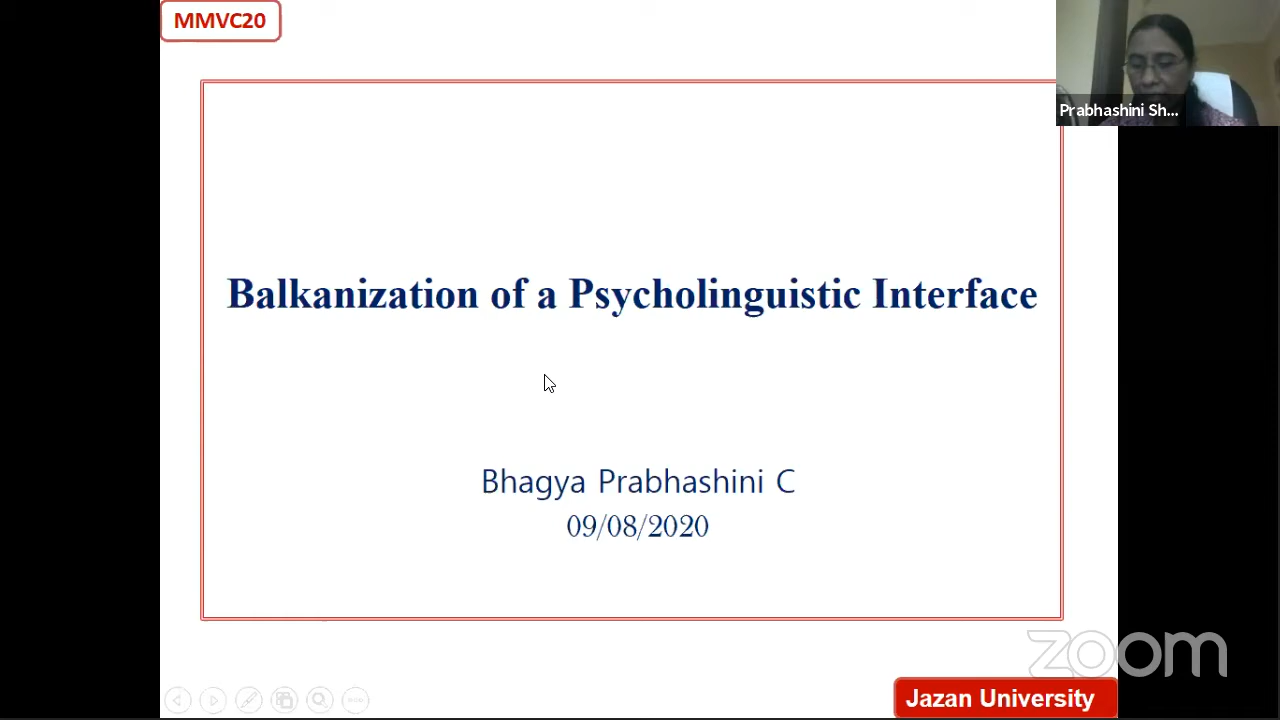 MMVC20
Prabhashini Sh...
Balkanization of a Psycholinguistic Interface
Bhagya Prabhashini C
09/08/2020
zoom
Jazan University